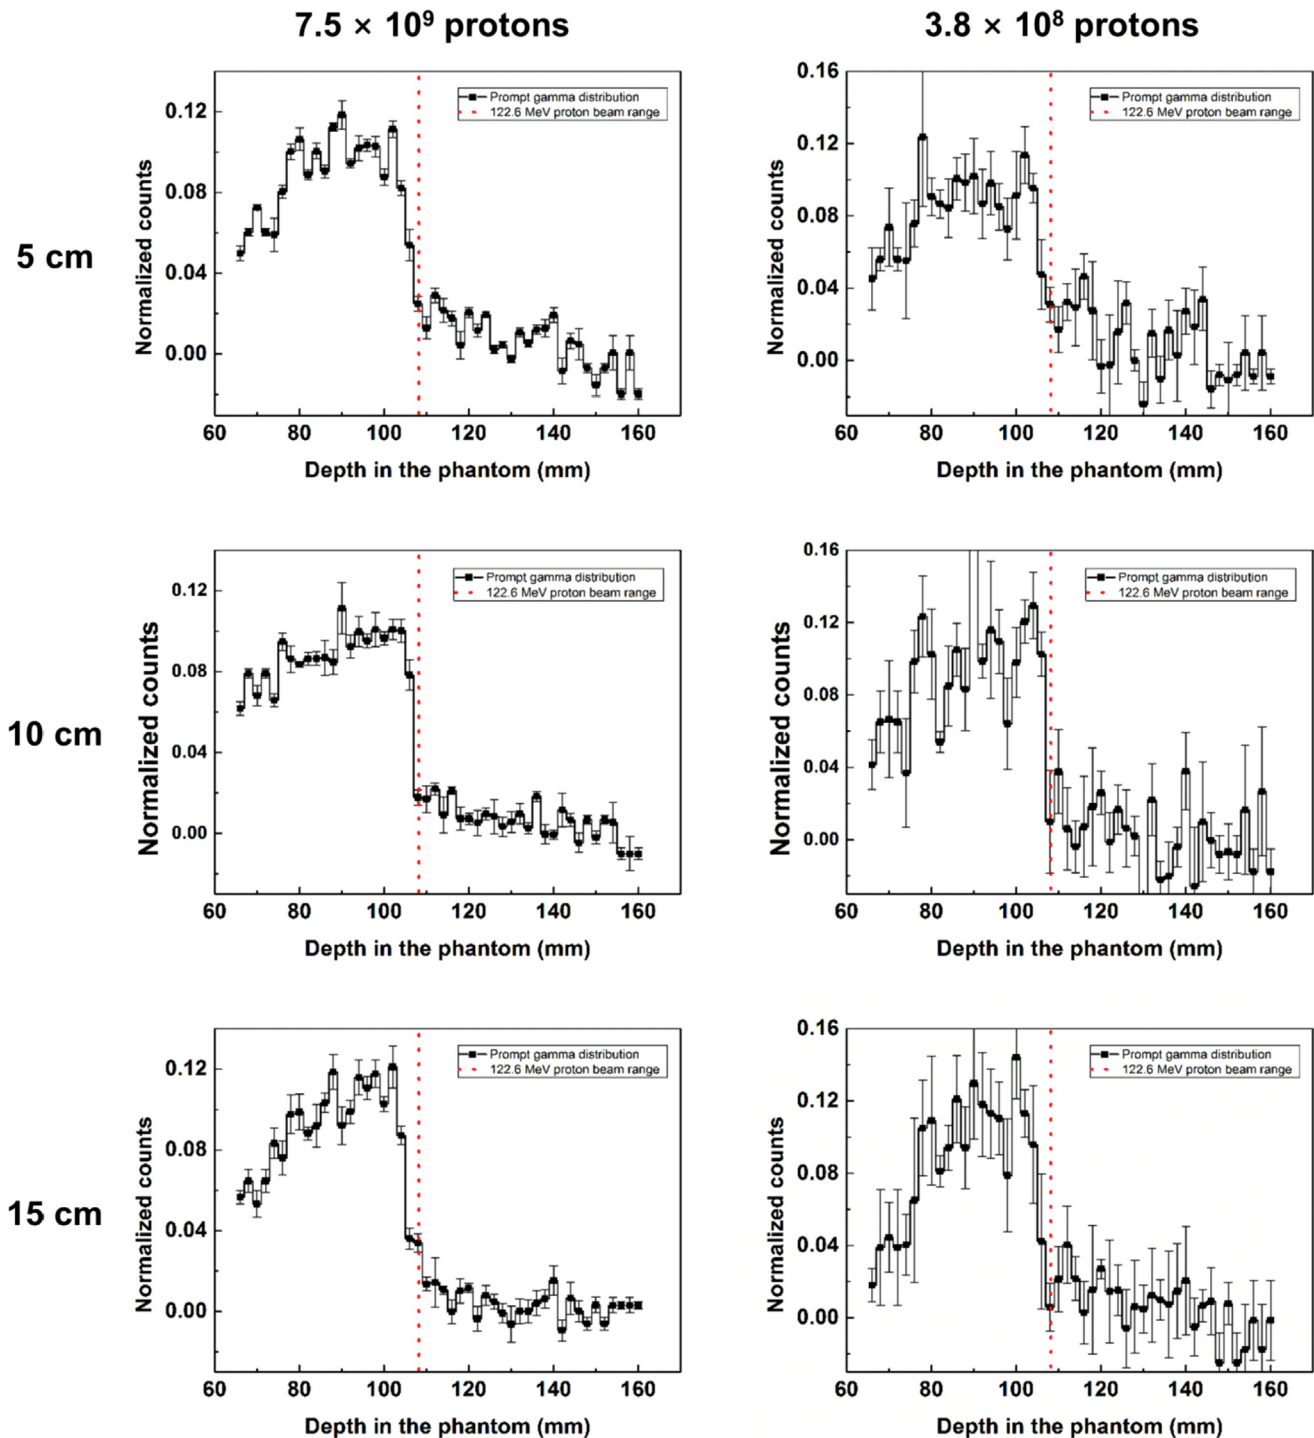 7.5 × 10⁹ protons
3.8 × 10⁸ protons
5 cm
Normalized counts
0.12
0.08
0.04
0.00
Prompt gamma distribution
122.6 MeV proton beam range
60 80 100 120 140 160
Depth in the phantom (mm)
Normalized counts
0.16
0.12
0.08
0.04
0.00
Prompt gamma distribution
122.6 MeV proton beam range
60 80 100 120 140 160
Depth in the phantom (mm)
10 cm
Normalized counts
0.12
0.08
0.04
0.00
Prompt gamma distribution
122.6 MeV proton beam range
60 80 100 120 140 160
Depth in the phantom (mm)
Normalized counts
0.16
0.12
0.08
0.04
0.00
Prompt gamma distribution
122.6 MeV proton beam range
60 80 100 120 140 160
Depth in the phantom (mm)
15 cm
Normalized counts
0.12
0.08
0.04
0.00
Prompt gamma distribution
122.6 MeV proton beam range
60 80 100 120 140 160
Depth in the phantom (mm)
Normalized counts
0.16
0.12
0.08
0.04
0.00
Prompt gamma distribution
122.6 MeV proton beam range
60 80 100 120 140 160
Depth in the phantom (mm)